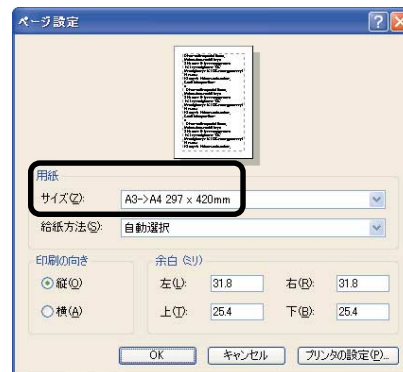 ページ設定
用紙
サイズ(Z): A3->A4 297 x 420mm
給紙方法(S): 自動選択
印刷の向き
縦(O)
横(A)
余白 (ミリ)
左(L): 31.8 右(R): 31.8
上(T): 25.4 下(B): 25.4
OK キャンセル プリンタの設定(P)...